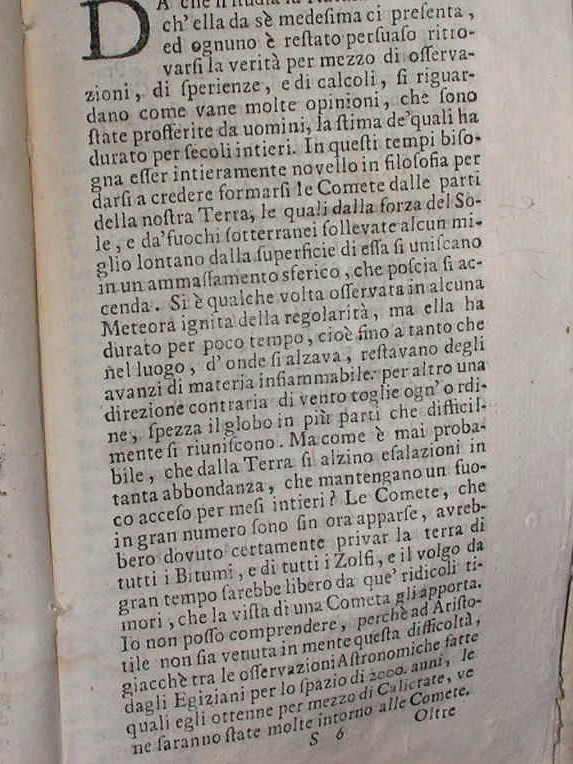 DA che si studia la
ch' ella da sè medesima ci presenta,
ed ognuno è restato persuaso ritro-
varsi la verità per mezzo di osserva-
zioni, di sperienze, e di calcoli, si riguar-
dano come vane molte opinioni, che sono
state profferite da uomini, la stima de' quali ha
durato per secoli intieri. In questi tempi biso-
gna esser intieramente novello in filosofia per
darsi a credere formarsi le Comete dalle parti
della nostra Terra, le quali dalla forza del So-
le, e da' fuochi sotterranei sollevate alcun mi-
glio lontano dalla superficie di essa si uniscano
in un ammassamento sferico, che poscia si ac-
cenda. Si è qualche volta osservata in alcuna
Meteora ignita della regolarità, ma ella ha
durato per poco tempo, cioè fino a tanto che
nel luogo, d' onde si alzava, restavano degli
avanzi di materia infiammabile: per altro una
direzione contraria di vento toglie ogn' ordi-
ne, spezza il globo in più parti che difficil-
mente si riuniscono. Ma come è mai proba-
bile, che dalla Terra si alzino esalazioni in
tanta abbondanza, che mantengano un fuo-
co acceso per mesi intieri? Le Comete, che
in gran numero sono sin ora apparse, avreb-
bero dovuto certamente privar la terra di
tutti i Bitumi, e di tutti i Zolfi, e il volgo da
gran tempo sarebbe libero da que' ridicoli ti-
mori, che la vista di una Cometa gli apporta.
Io non posso comprendere, perchè ad Aristo-
tile non sia venuta in mente questa difficoltà,
giacchè tra le osservazioni Astronomiche fatte
dagli Egiziani per lo spazio di 2000. anni, le
quali egli ottenne per mezzo di Calicrate, ve
ne saranno state molte intorno alle Comete.
S 6 Oltre